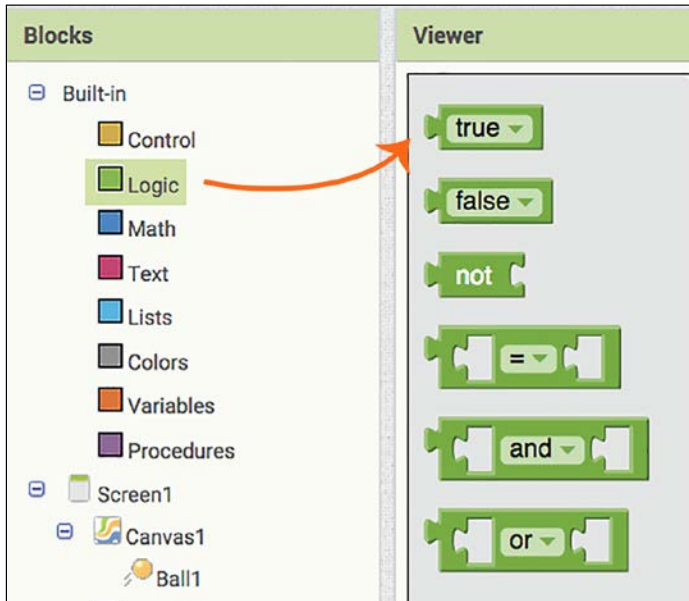 Blocks
Built-in
Control
Logic
Math
Text
Lists
Colors
Variables
Procedures
Screen1
Canvas1
Ball1
Viewer
true
false
not
=
and
or